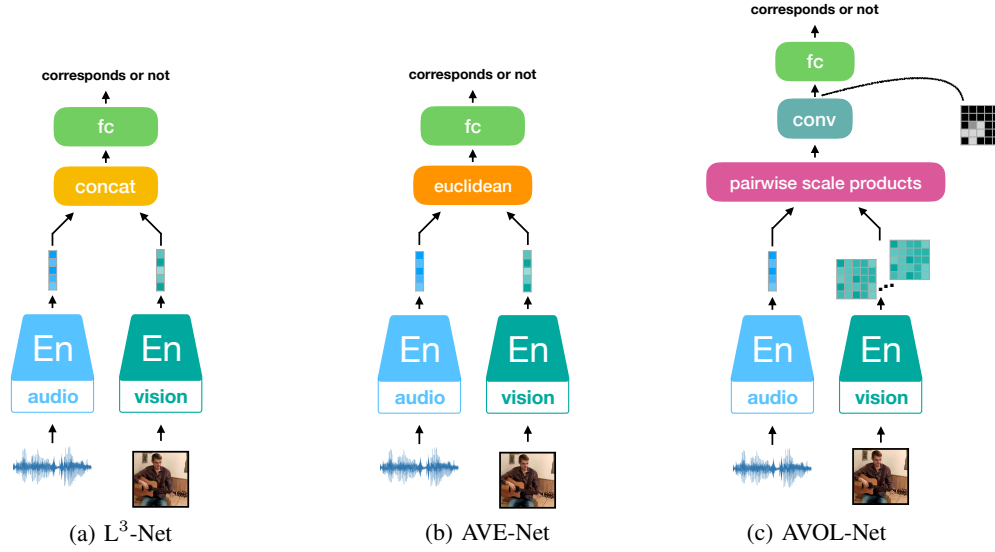 corresponds or not
fc
concat
En
En
audio
vision
(a) L³-Net
corresponds or not
fc
euclidean
En
En
audio
vision
(b) AVE-Net
corresponds or not
fc
conv
pairwise scale products
En
En
audio
vision
(c) AVOL-Net